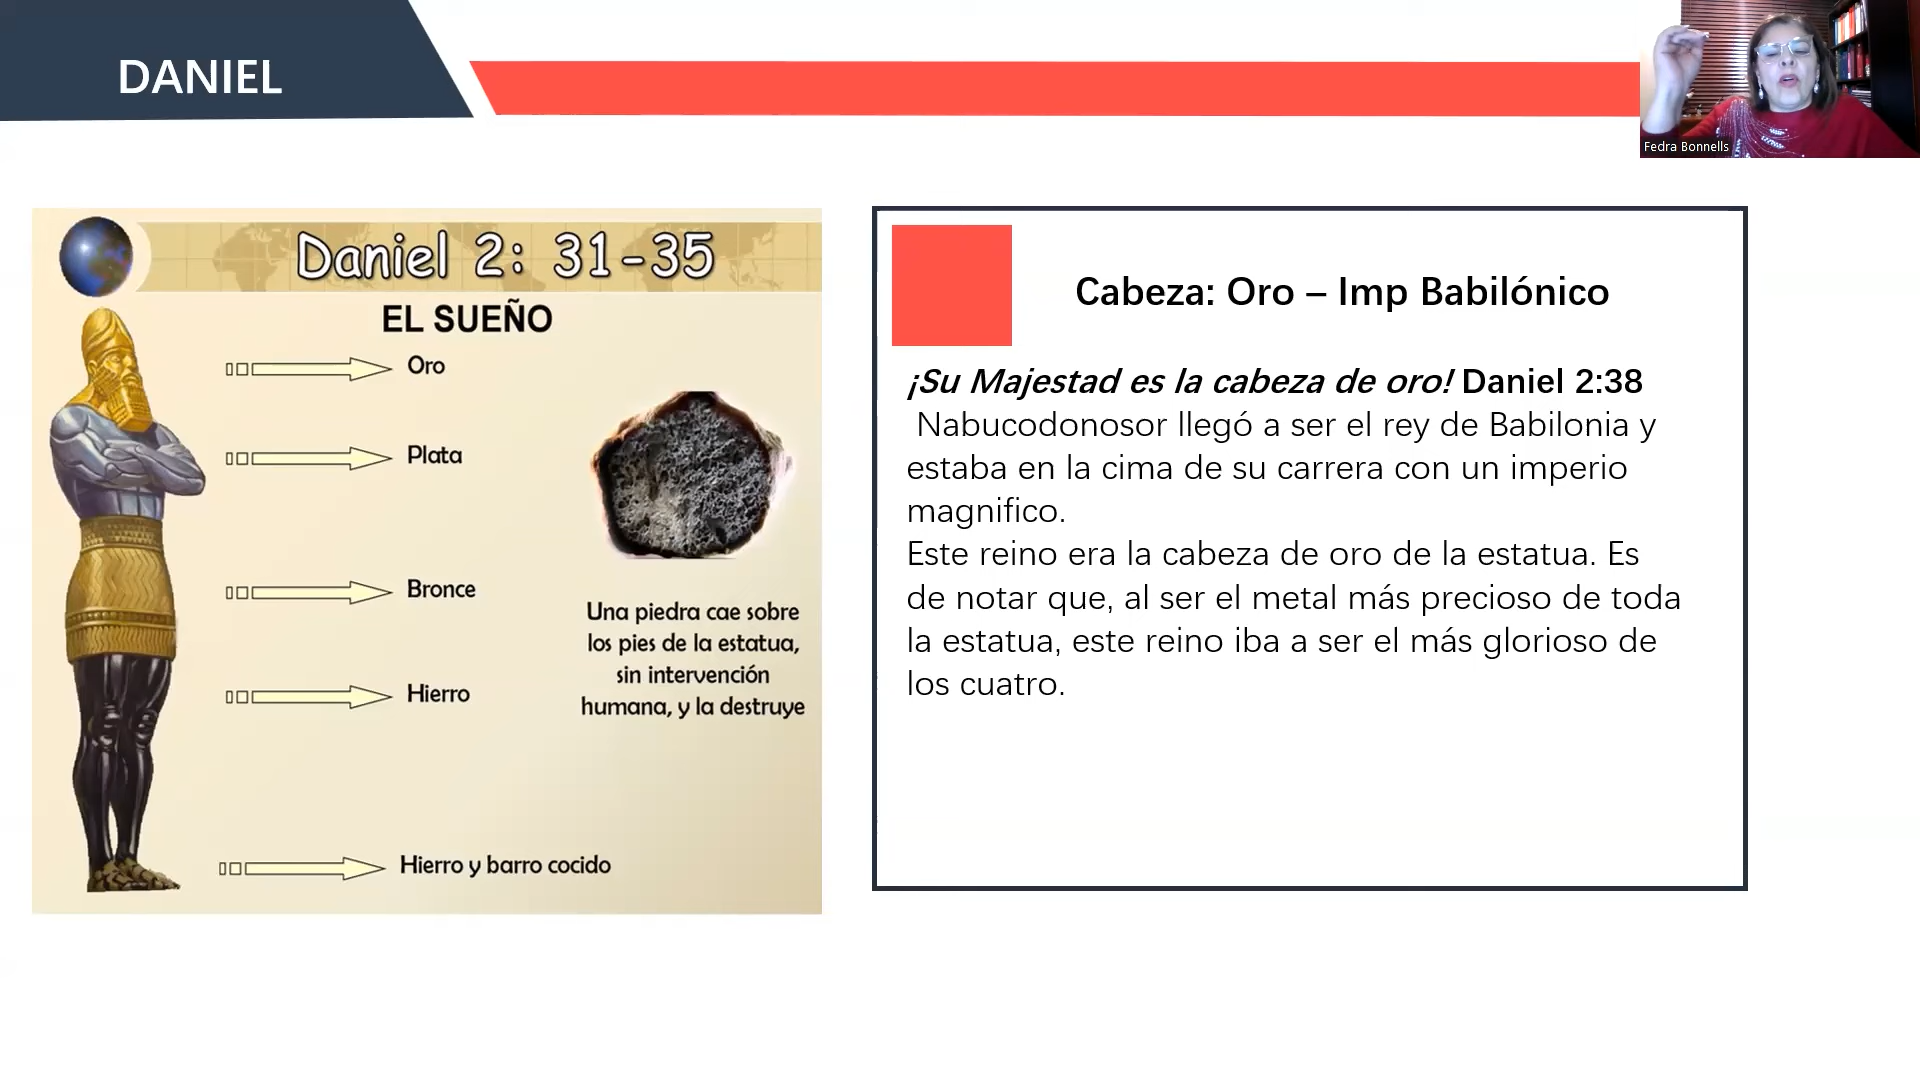 DANIEL
Fedra Bonnells
Daniel 2: 31-35
EL SUEÑO
Oro
Plata
Bronce
Hierro
Hierro y barro cocido
Una piedra cae sobre
los pies de la estatua,
sin intervención
humana, y la destruye
Cabeza: Oro – Imp Babilónico
¡Su Majestad es la cabeza de oro! Daniel 2:38
Nabucodonosor llegó a ser el rey de Babilonia y
estaba en la cima de su carrera con un imperio
magnifico.
Este reino era la cabeza de oro de la estatua. Es
de notar que, al ser el metal más precioso de toda
la estatua, este reino iba a ser el más glorioso de
los cuatro.